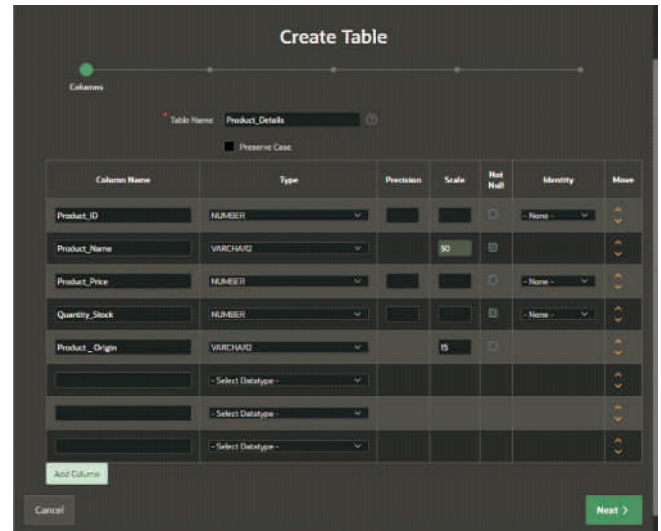 Create Table
Columns
* Table Name Product_Details ?
Preserve Case
Column Name Type Precision Scale Not Null Identity Move
Product_ID NUMBER - None -
Product_Name VARCHAR2 50
Product_Price NUMBER - None -
Quantity_Stock NUMBER - None -
Product _ Origin VARCHAR2 15
- Select Datatype -
- Select Datatype -
- Select Datatype -
Add Column
Cancel Next >